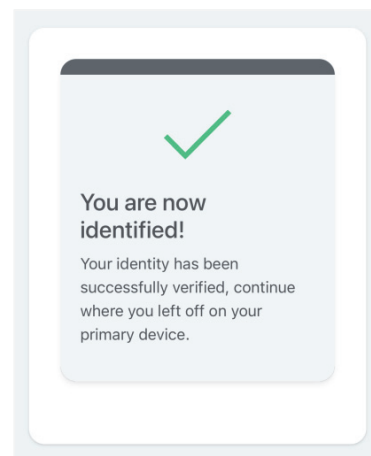 You are now
identified!
Your identity has been
successfully verified, continue
where you left off on your
primary device.